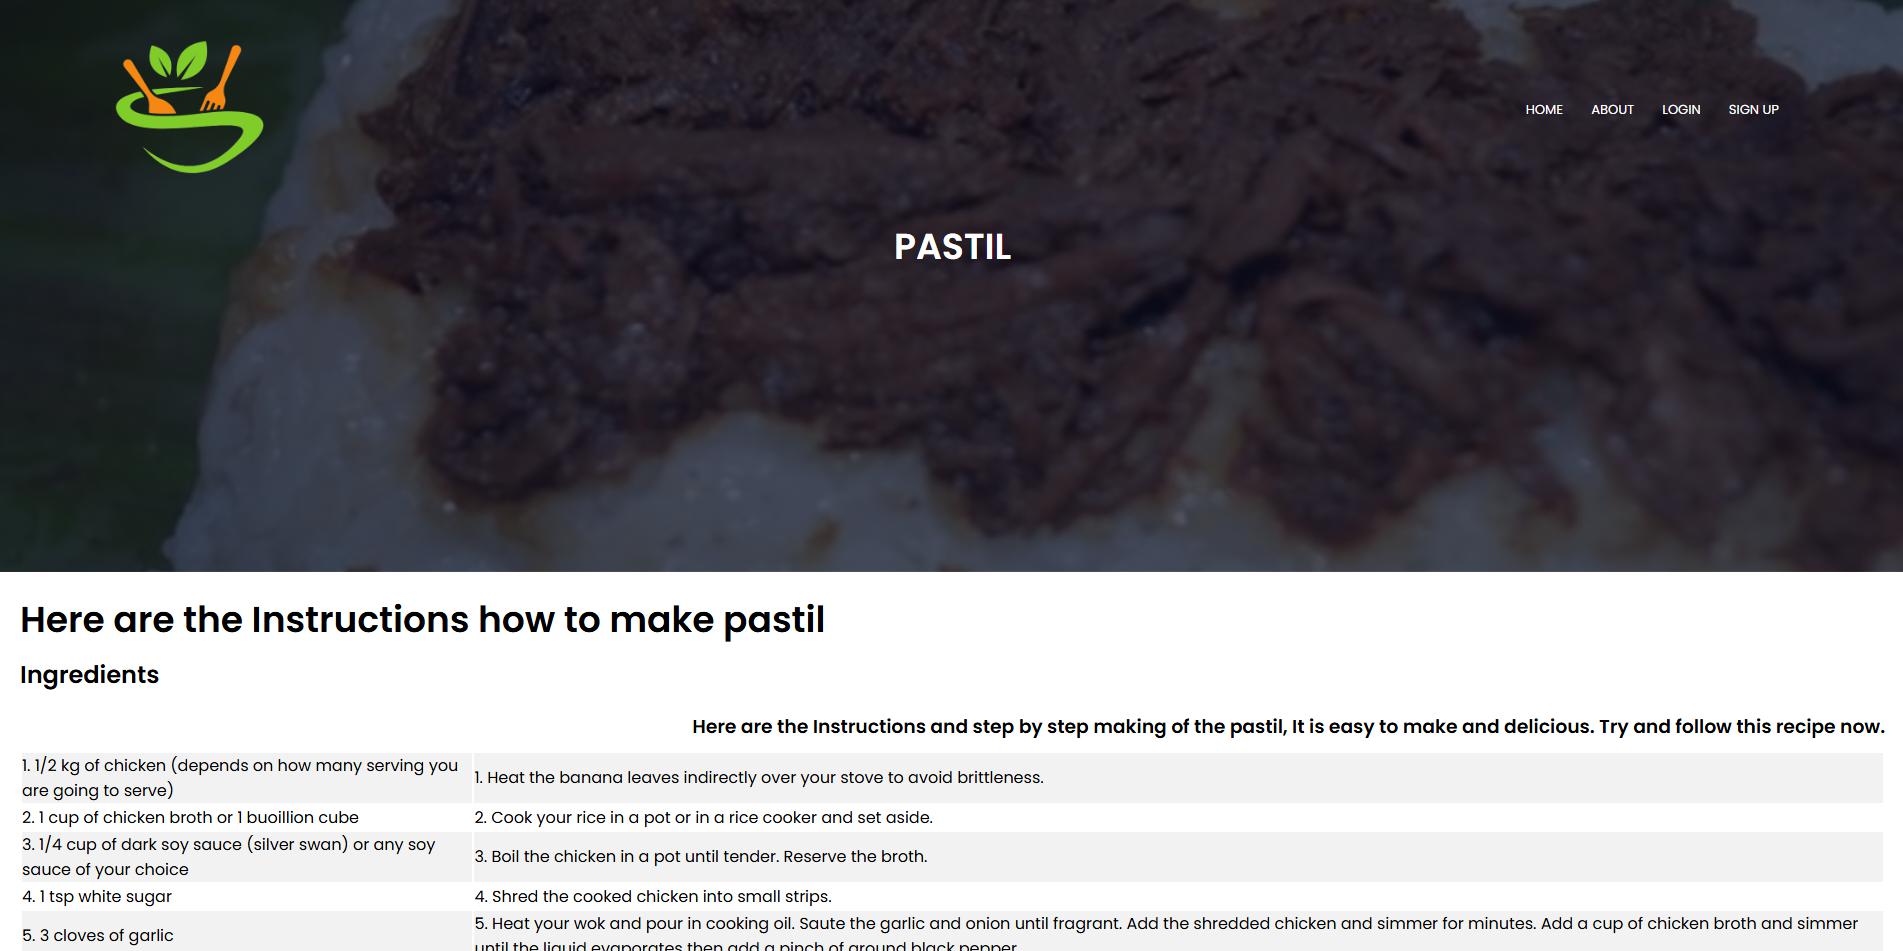 HOME ABOUT LOGIN SIGN UP
PASTIL
Here are the Instructions how to make pastil
Ingredients
Here are the Instructions and step by step making of the pastil, It is easy to make and delicious. Try and follow this recipe now.
1. 1/2 kg of chicken (depends on how many serving you
are going to serve)
1. Heat the banana leaves indirectly over your stove to avoid brittleness.
2. 1 cup of chicken broth or 1 buoillion cube
2. Cook your rice in a pot or in a rice cooker and set aside.
3. 1/4 cup of dark soy sauce (silver swan) or any soy
sauce of your choice
3. Boil the chicken in a pot until tender. Reserve the broth.
4. 1 tsp white sugar
4. Shred the cooked chicken into small strips.
5. 3 cloves of garlic
5. Heat your wok and pour in cooking oil. Saute the garlic and onion until fragrant. Add the shredded chicken and simmer for minutes. Add a cup of chicken broth and simmer
until the liquid evaporates then add a pinch of ground black pepper.